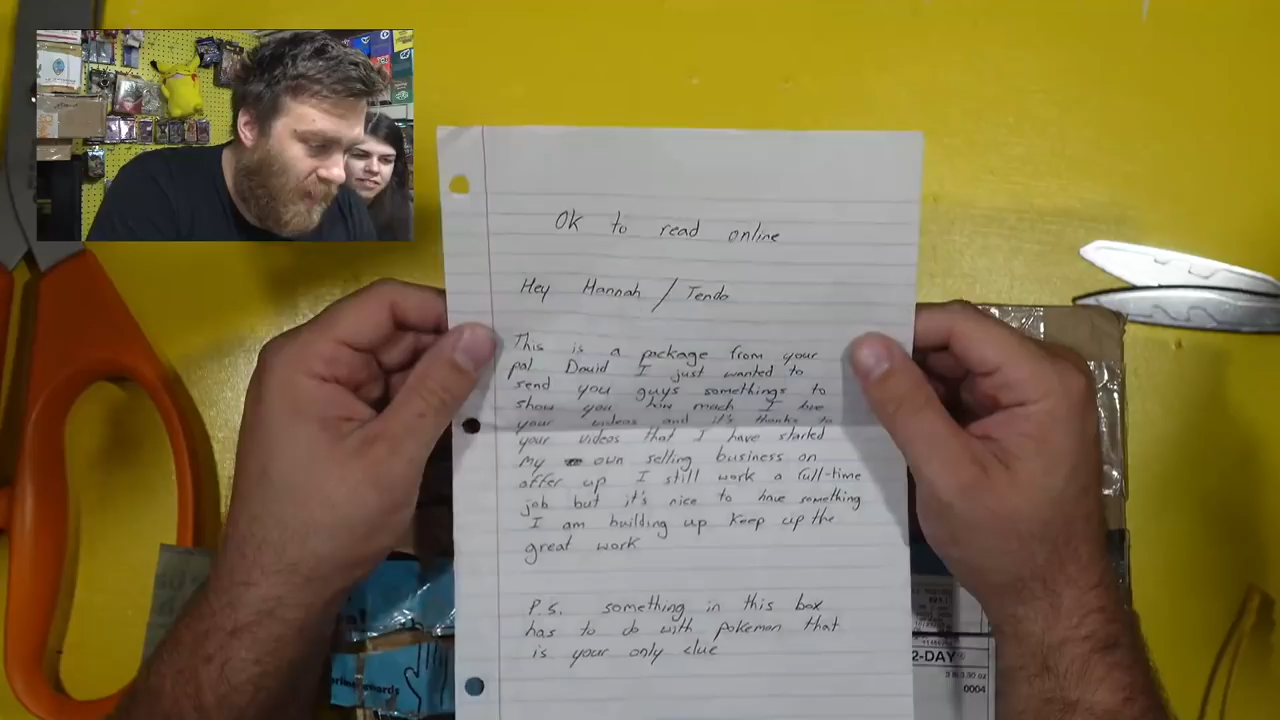 Ok to read online
Hey Hannah / Tendo
This is a package from your
pal David I just wanted to
send you guys somethings to
show you how much I love
your videos and it's thanks to
your videos that I have started
my own selling business on
offer up I still work a full-time
job but it's nice to have something
I am building up keep up the
great work
P.S. something in this box
has to do with pokemon that
is your only clue
2-DAY
0004